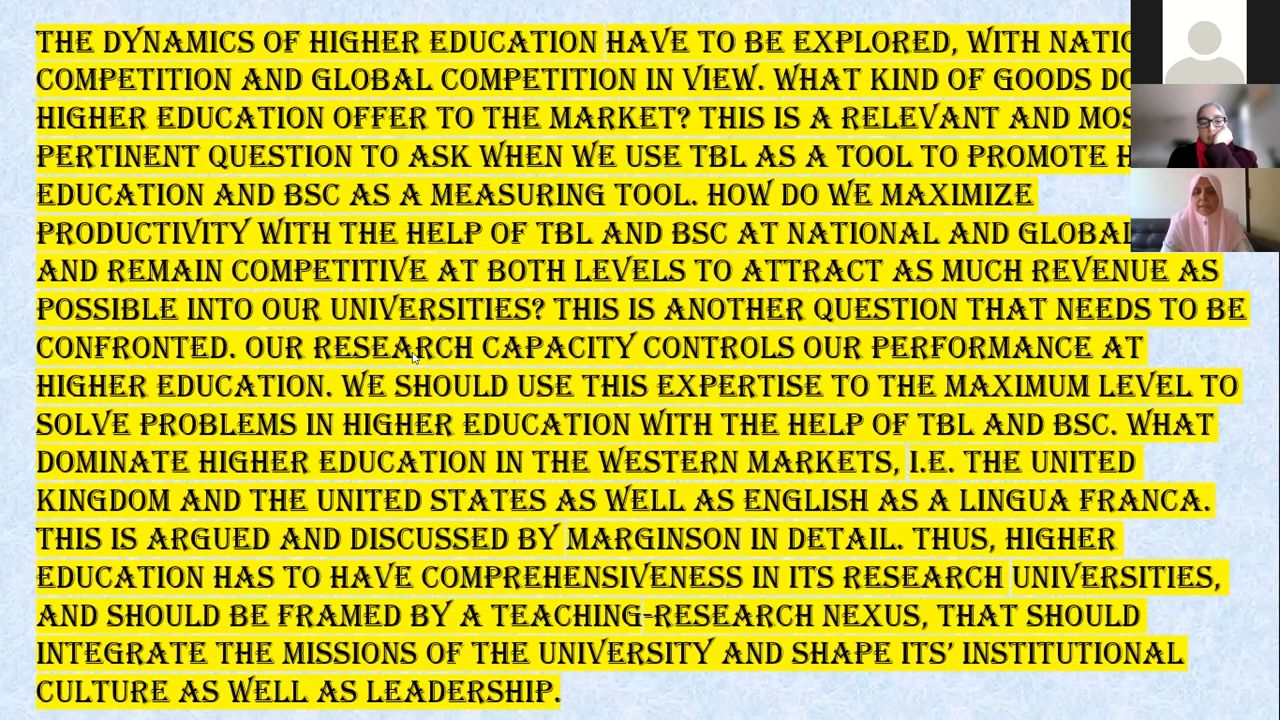 THE DYNAMICS OF HIGHER EDUCATION HAVE TO BE EXPLORED, WITH
COMPETITION AND GLOBAL COMPETITION IN VIEW. WHAT KIND OF GOODS
HIGHER EDUCATION OFFER TO THE MARKET? THIS IS A RELEVANT AND
PERTINENT QUESTION TO ASK WHEN WE USE TBL AS A TOOL TO PROMOTE
EDUCATION AND BSC AS A MEASURING TOOL. HOW DO WE MAXIMIZE
PRODUCTIVITY WITH THE HELP OF TBL AND BSC AT NATIONAL AND GLOBAL
AND REMAIN COMPETITIVE AT BOTH LEVELS TO ATTRACT AS MUCH REVENUE AS
POSSIBLE INTO OUR UNIVERSITIES? THIS IS ANOTHER QUESTION THAT NEEDS TO BE
CONFRONTED. OUR RESEARCH CAPACITY CONTROLS OUR PERFORMANCE AT
HIGHER EDUCATION. WE SHOULD USE THIS EXPERTISE TO THE MAXIMUM LEVEL TO
SOLVE PROBLEMS IN HIGHER EDUCATION WITH THE HELP OF TBL AND BSC. WHAT
DOMINATE HIGHER EDUCATION IN THE WESTERN MARKETS, I.E. THE UNITED
KINGDOM AND THE UNITED STATES AS WELL AS ENGLISH AS A LINGUA FRANCA.
THIS IS ARGUED AND DISCUSSED BY MARGINSON IN DETAIL. THUS, HIGHER
EDUCATION HAS TO HAVE COMPREHENSIVENESS IN ITS RESEARCH UNIVERSITIES,
AND SHOULD BE FRAMED BY A TEACHING-RESEARCH NEXUS, THAT SHOULD
INTEGRATE THE MISSIONS OF THE UNIVERSITY AND SHAPE ITS' INSTITUTIONAL
CULTURE AS WELL AS LEADERSHIP.